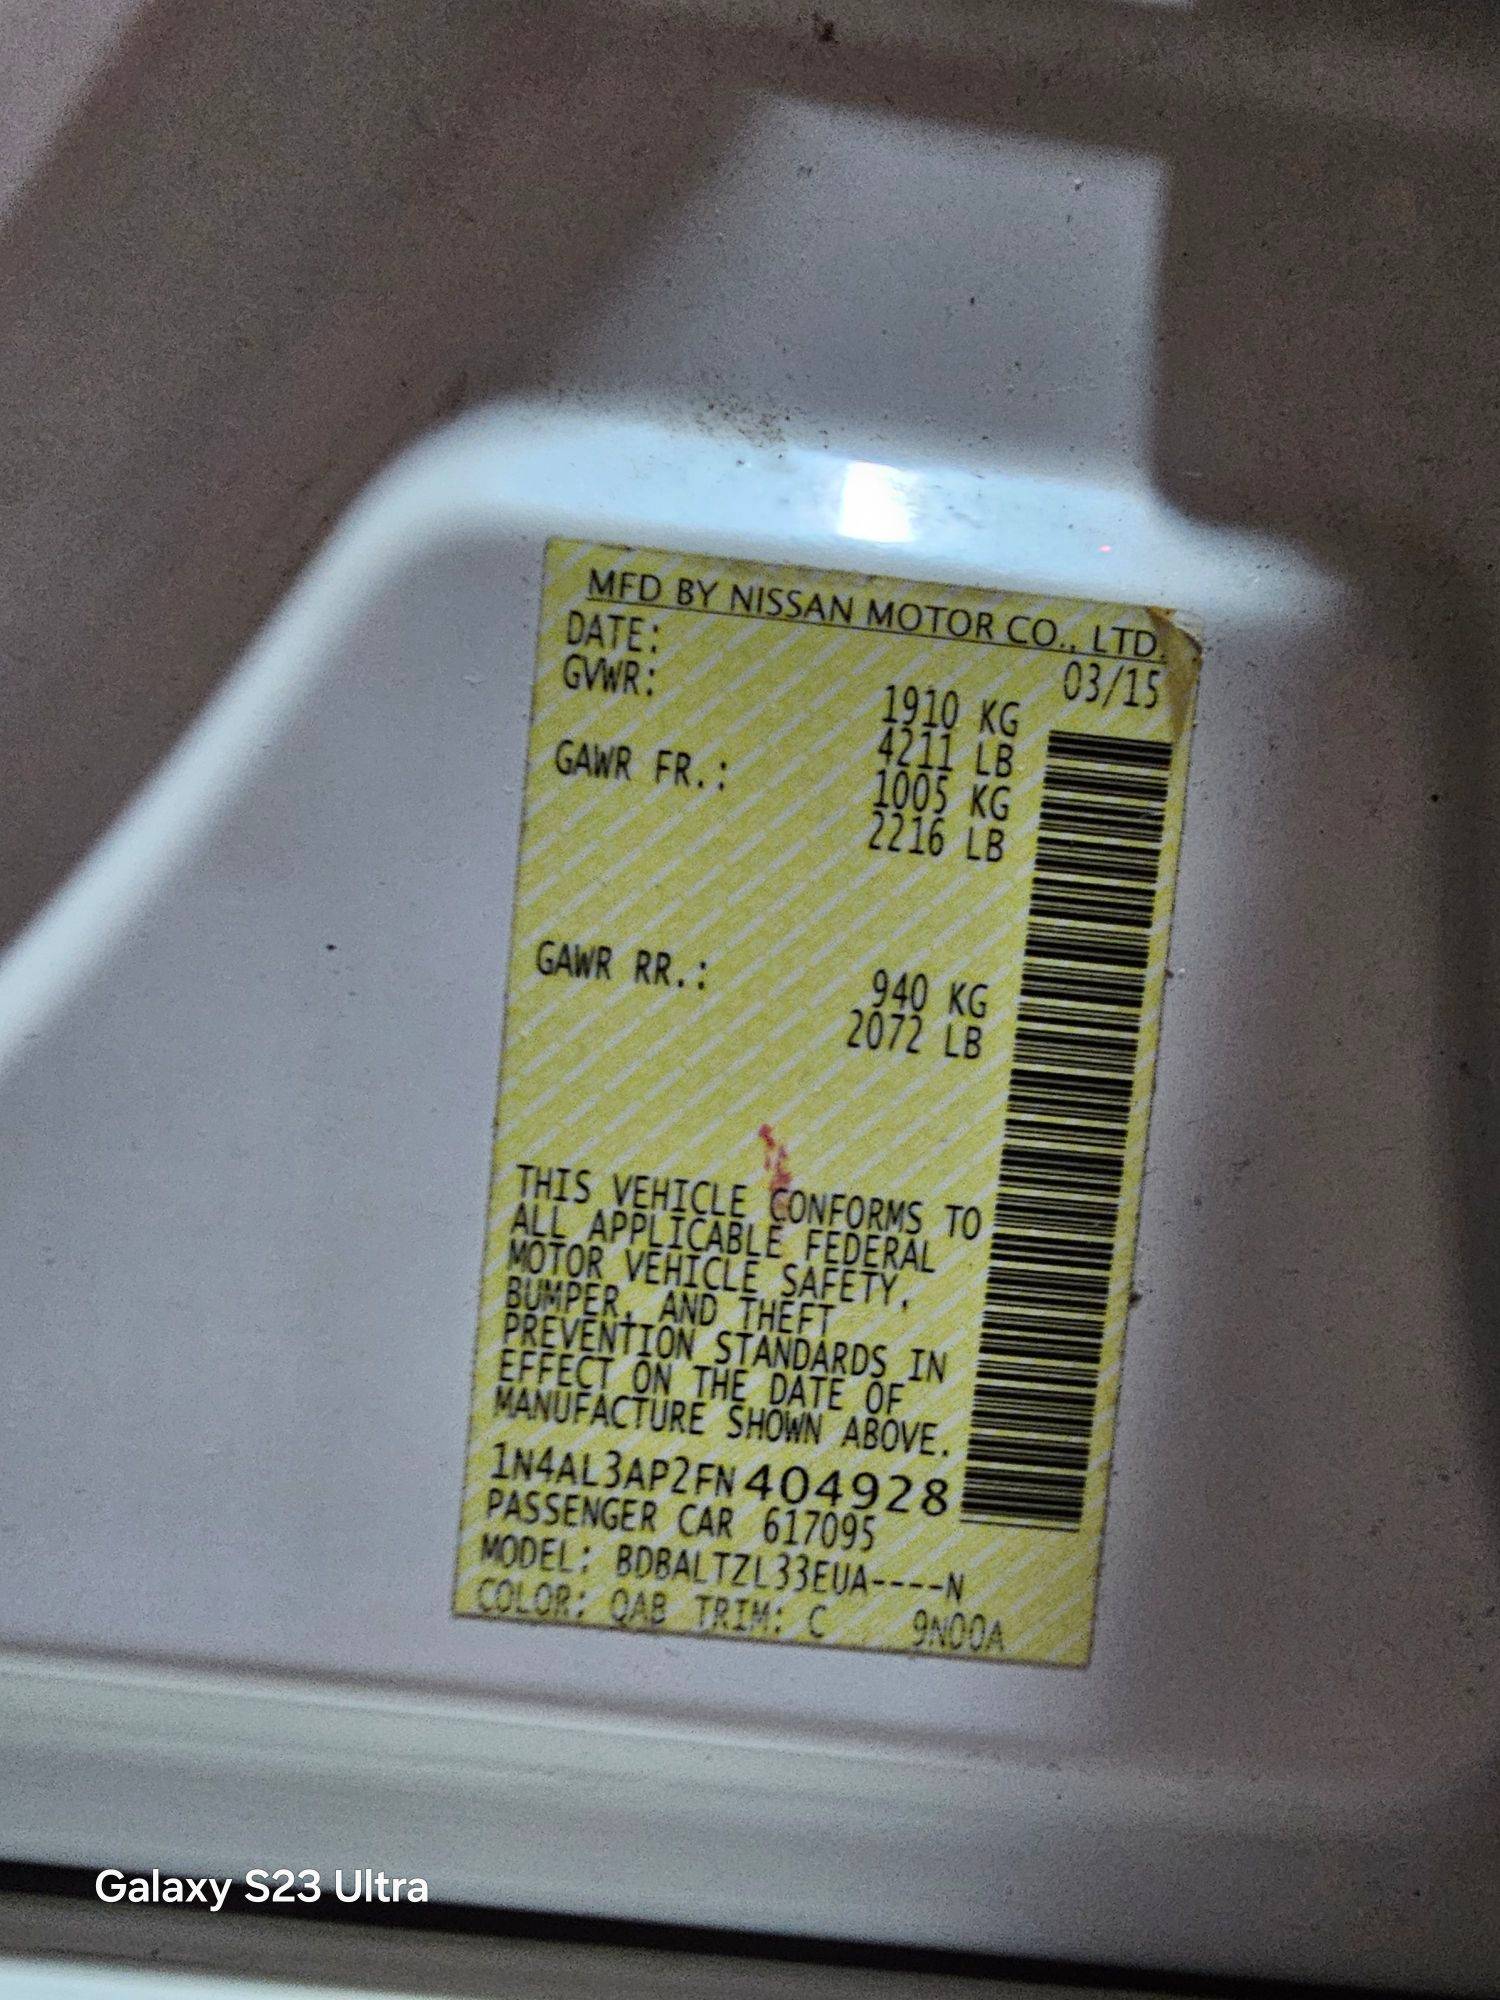 MFD BY NISSAN MOTOR CO., LTD.
DATE: 03/15
GVWR: 1910 KG
4211 LB
GAWR FR.: 1005 KG
2216 LB
GAWR RR.: 940 KG
2072 LB
THIS VEHICLE CONFORMS TO
ALL APPLICABLE FEDERAL
MOTOR VEHICLE SAFETY,
BUMPER, AND THEFT
PREVENTION STANDARDS IN
EFFECT ON THE DATE OF
MANUFACTURE SHOWN ABOVE.
1N4AL3AP2FN404928
PASSENGER CAR 617095
MODEL: BDBALTZL33EUA----N
COLOR: QAB TRIM: C 9N00A
Galaxy S23 Ultra